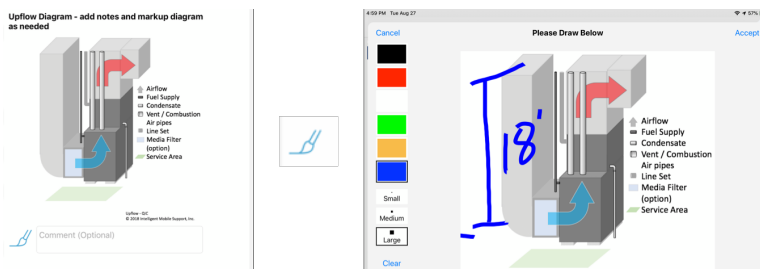 Upflow Diagram - add notes and markup diagram
as needed
Airflow
Fuel Supply
Condensate
Vent / Combustion
Air pipes
Line Set
Media Filter
(option)
Service Area
Upflow - D/C
© 2018 Intelligent Mobile Support, Inc.
Comment (Optional)
4:59 PM Tue Aug 27
57%
Cancel
Please Draw Below
Accept
18'
Airflow
Fuel Supply
Condensate
Vent / Combustion
Air pipes
Line Set
Media Filter
(option)
Service Area
Small
Medium
Large
Clear